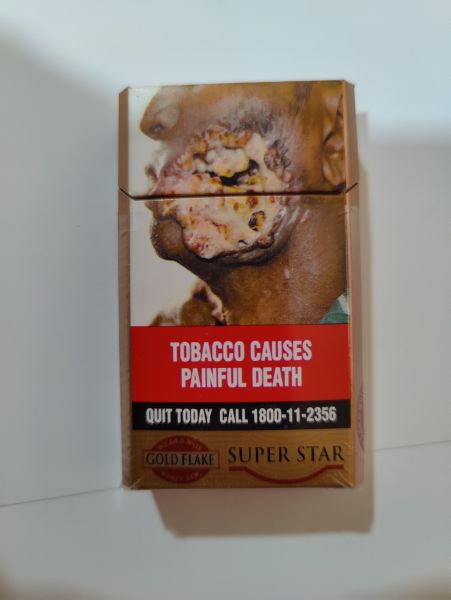 TOBACCO CAUSES
PAINFUL DEATH
QUIT TODAY CALL 1800-11-2356
GOLD FLAKE SUPER STAR